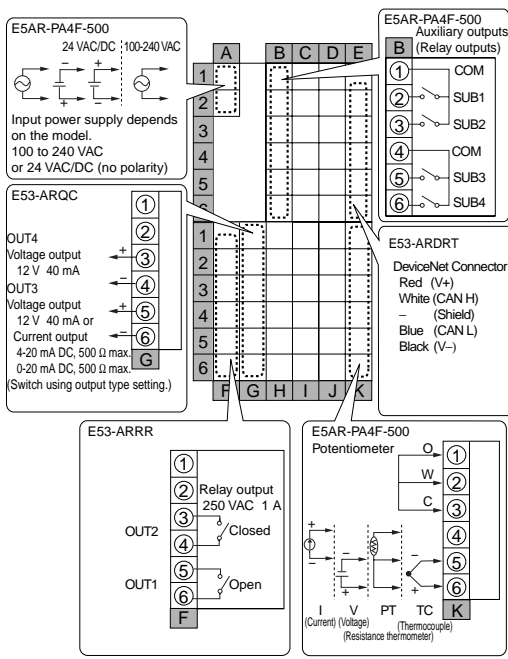 E5AR-PA4F-500
24 VAC/DC
100-240 VAC
Input power supply depends
on the model.
100 to 240 VAC
or 24 VAC/DC (no polarity)
A B C D E
1
2
3
4
5
6
1
2
3
4
5
6
F G H I J K
E5AR-PA4F-500
Auxiliary outputs
(Relay outputs)
B
1 COM
2 SUB1
3 SUB2
4 COM
5 SUB3
6 SUB4
E53-ARQC
1
2
3
4
5
6
G
OUT4
Voltage output
12 V 40 mA
+
−
OUT3
Voltage output
12 V 40 mA or
Current output
4-20 mA DC, 500 Ω max.
0-20 mA DC, 500 Ω max.
(Switch using output type setting.)
+
−
E53-ARDRT
DeviceNet Connector
Red (V+)
White (CAN H)
– (Shield)
Blue (CAN L)
Black (V–)
E53-ARRR
1
2
3
4
5
6
F
Relay output
250 VAC 1 A
OUT2
Closed
OUT1
Open
E5AR-PA4F-500
Potentiometer
O
W
C
1
2
3
4
5
6
K
I V PT TC
(Current) (Voltage) (Thermocouple)
(Resistance thermometer)